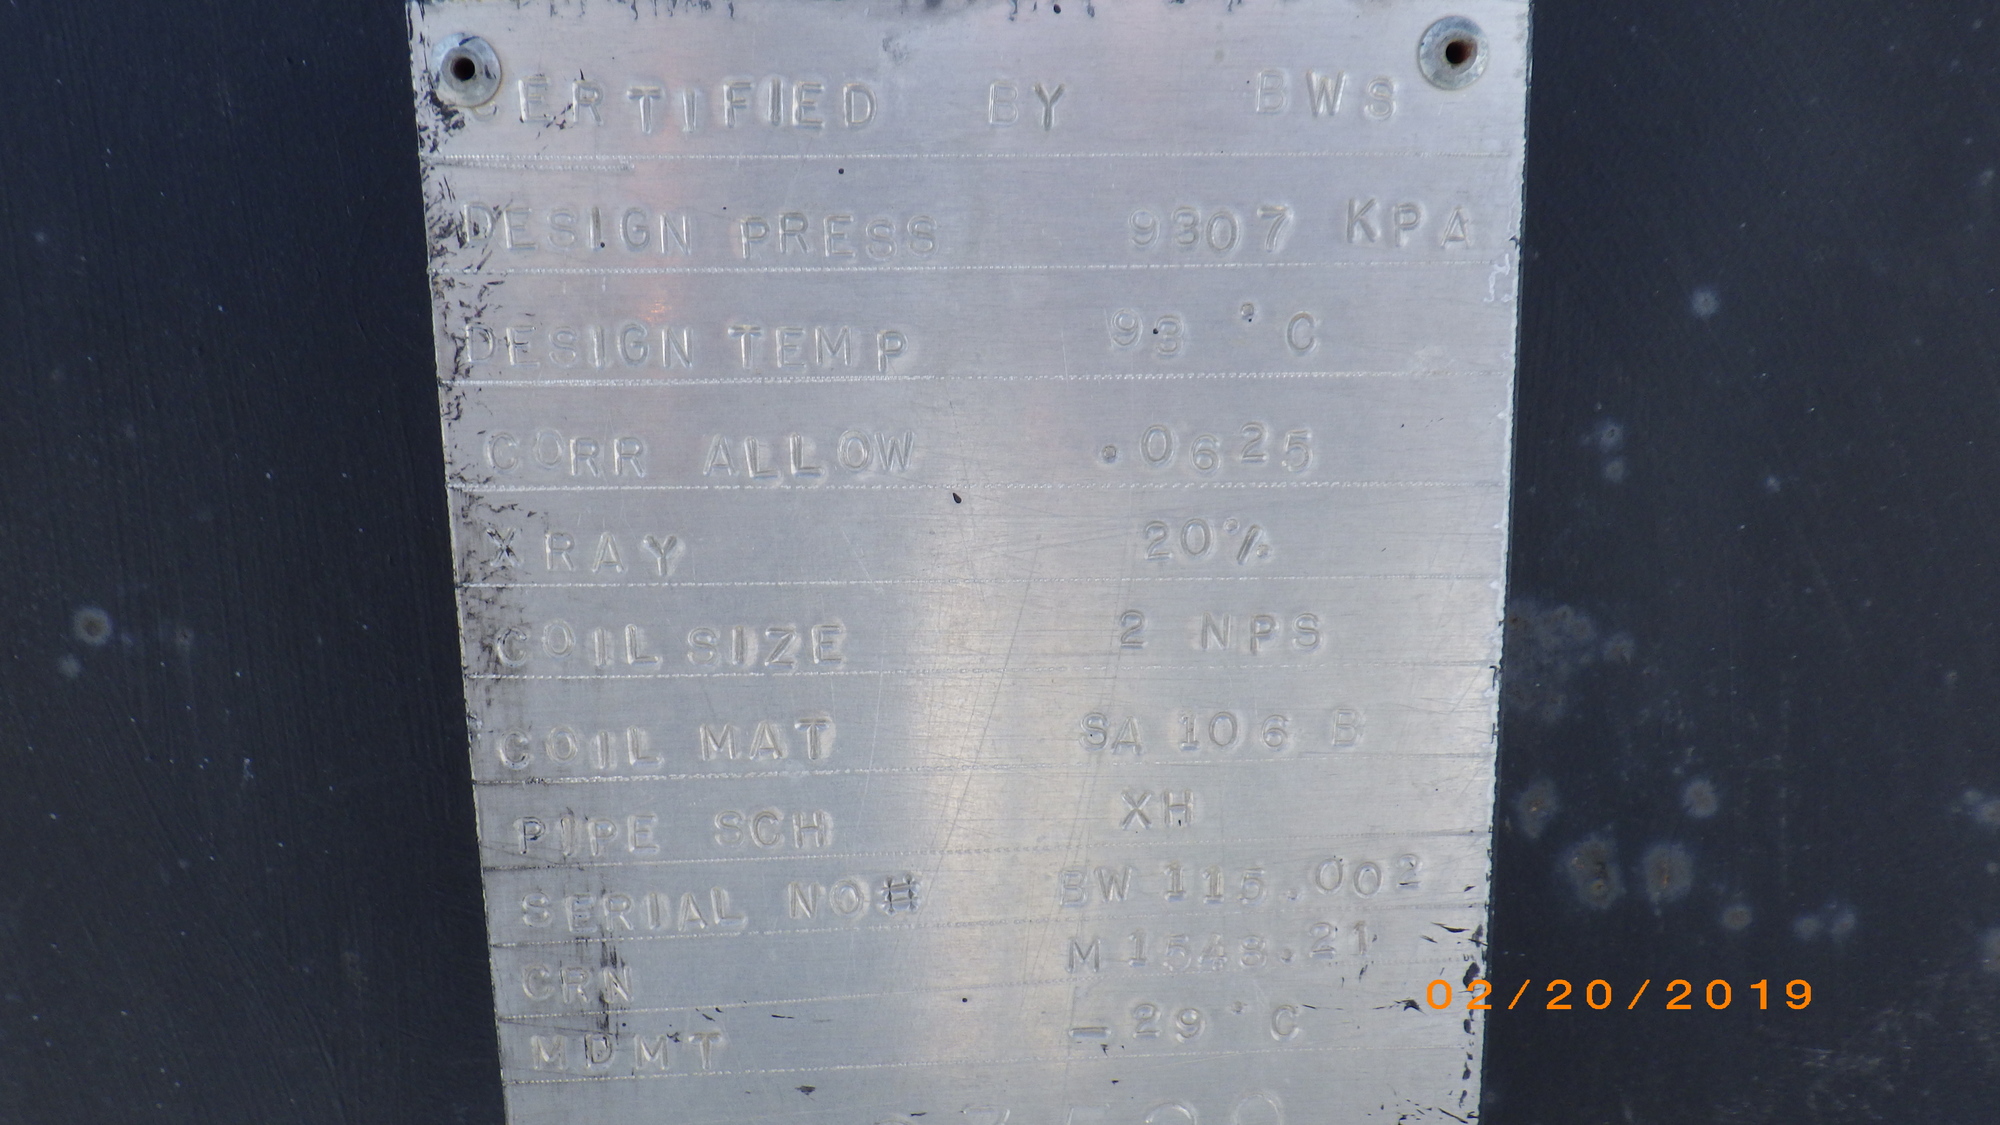 CERTIFIED BY BWS
DESIGN PRESS 9307 KPA
DESIGN TEMP 93 °C
CORR ALLOW .0625
XRAY 20%
COIL SIZE 2 NPS
COIL MAT SA 106 B
PIPE SCH XH
SERIAL NO# BW 115.002
CRN M 1548.21
MDMT -29 °C
02/20/2019